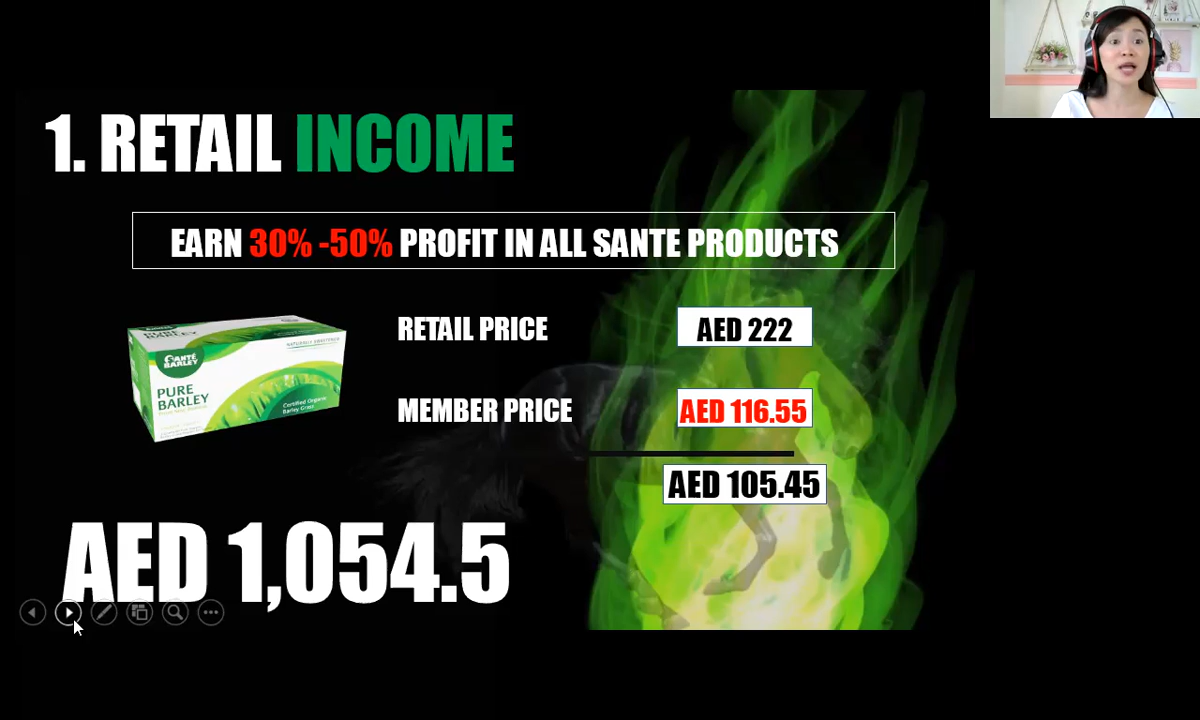 1. RETAIL INCOME
EARN 30% -50% PROFIT IN ALL SANTE PRODUCTS
RETAIL PRICE AED 222
MEMBER PRICE AED 116.55
AED 105.45
AED 1,054.5
SANTÉ
BARLEY
PURE
BARLEY
Certified Organic
Barley Grass